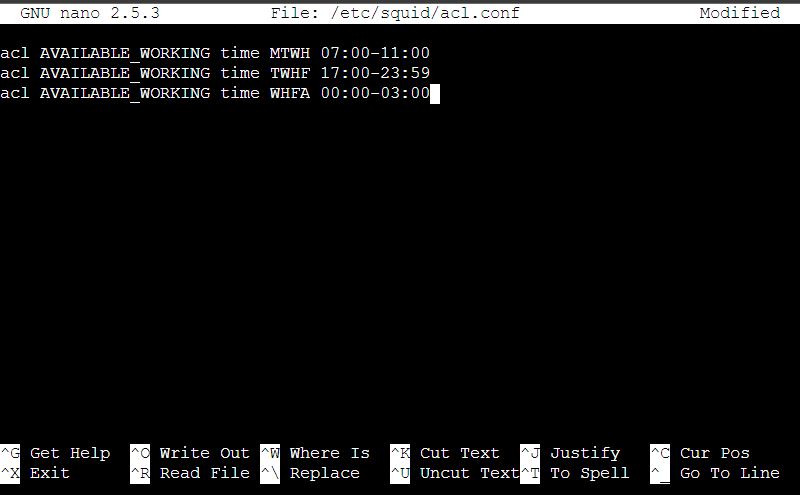 GNU nano 2.5.3 File: /etc/squid/acl.conf Modified
acl AVAILABLE_WORKING time MTWH 07:00-11:00
acl AVAILABLE_WORKING time TWHF 17:00-23:59
acl AVAILABLE_WORKING time WHFA 00:00-03:00
^G Get Help ^O Write Out ^W Where Is ^K Cut Text ^J Justify ^C Cur Pos
^X Exit ^R Read File ^\ Replace ^U Uncut Text ^T To Spell ^_ Go To Line